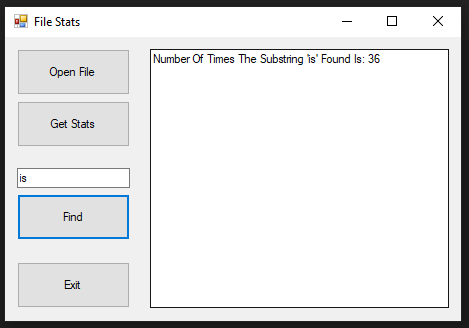 File Stats
Open File
Get Stats
is
Find
Exit
Number Of Times The Substring 'is' Found Is: 36